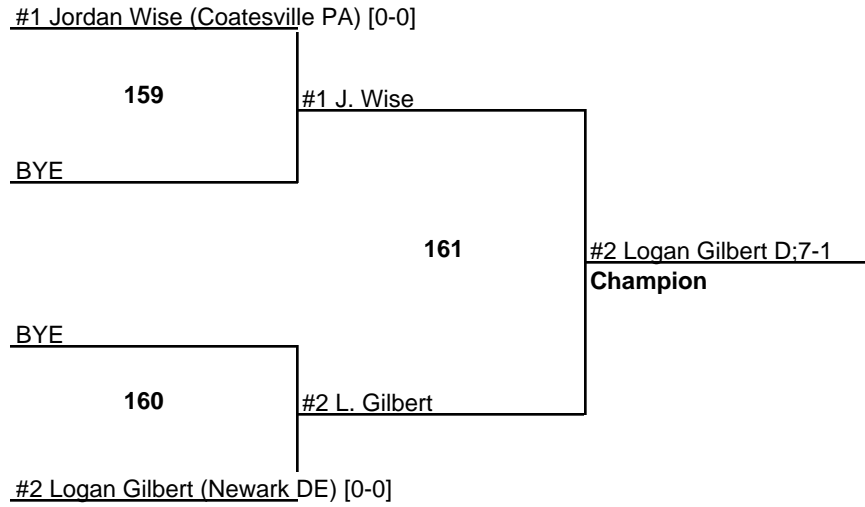 #1 Jordan Wise (Coatesville PA) [0-0]
159
#1 J. Wise
BYE
161
#2 Logan Gilbert D;7-1
Champion
BYE
160
#2 L. Gilbert
#2 Logan Gilbert (Newark DE) [0-0]